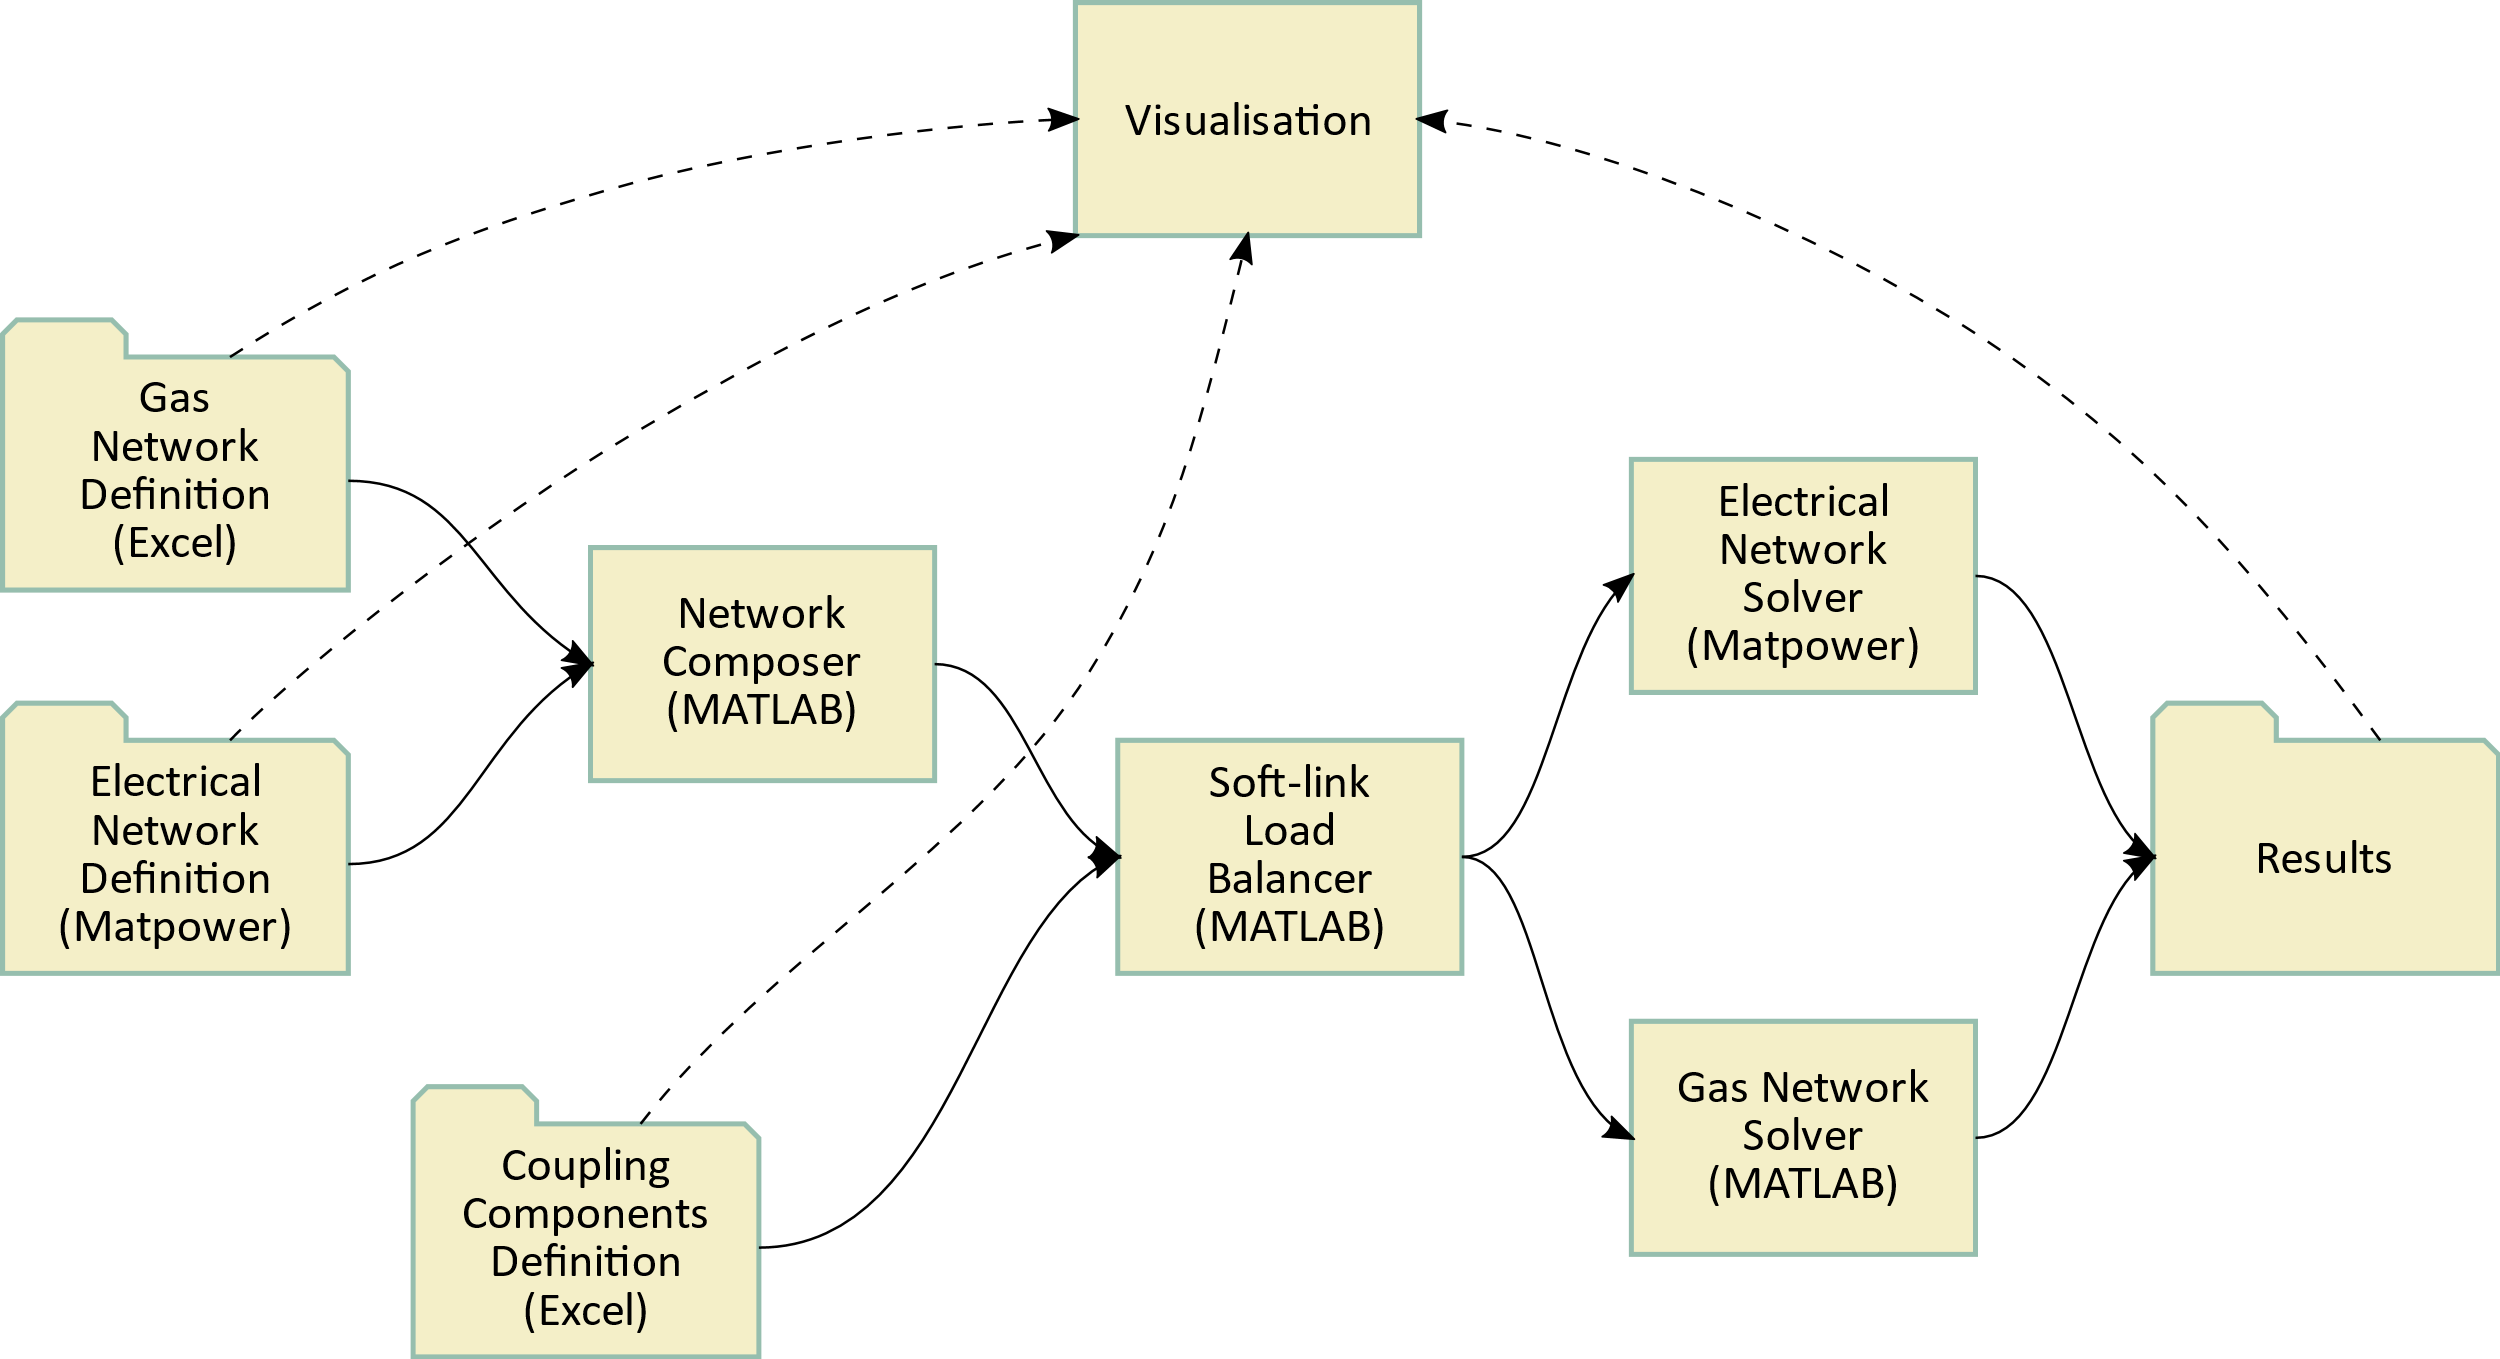 Visualisation
Gas
Network
Definition
(Excel)
Electrical
Network
Definition
(Matpower)
Network
Composer
(MATLAB)
Coupling
Components
Definition
(Excel)
Soft-link
Load
Balancer
(MATLAB)
Electrical
Network
Solver
(Matpower)
Gas Network
Solver
(MATLAB)
Results